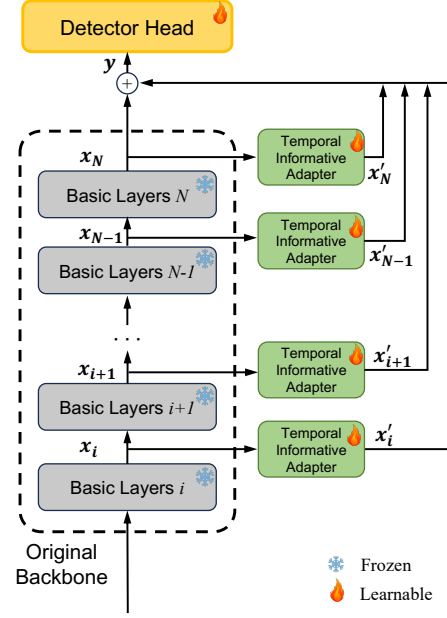 Detector Head
y
+
x_N
Temporal
Informative
Adapter
x'_N
Basic Layers N
x_{N-1}
Temporal
Informative
Adapter
x'_{N-1}
Basic Layers N-1
...
x_{i+1}
Temporal
Informative
Adapter
x'_{i+1}
Basic Layers i+1
x_i
Temporal
Informative
Adapter
x'_i
Basic Layers i
Original
Backbone
Frozen
Learnable